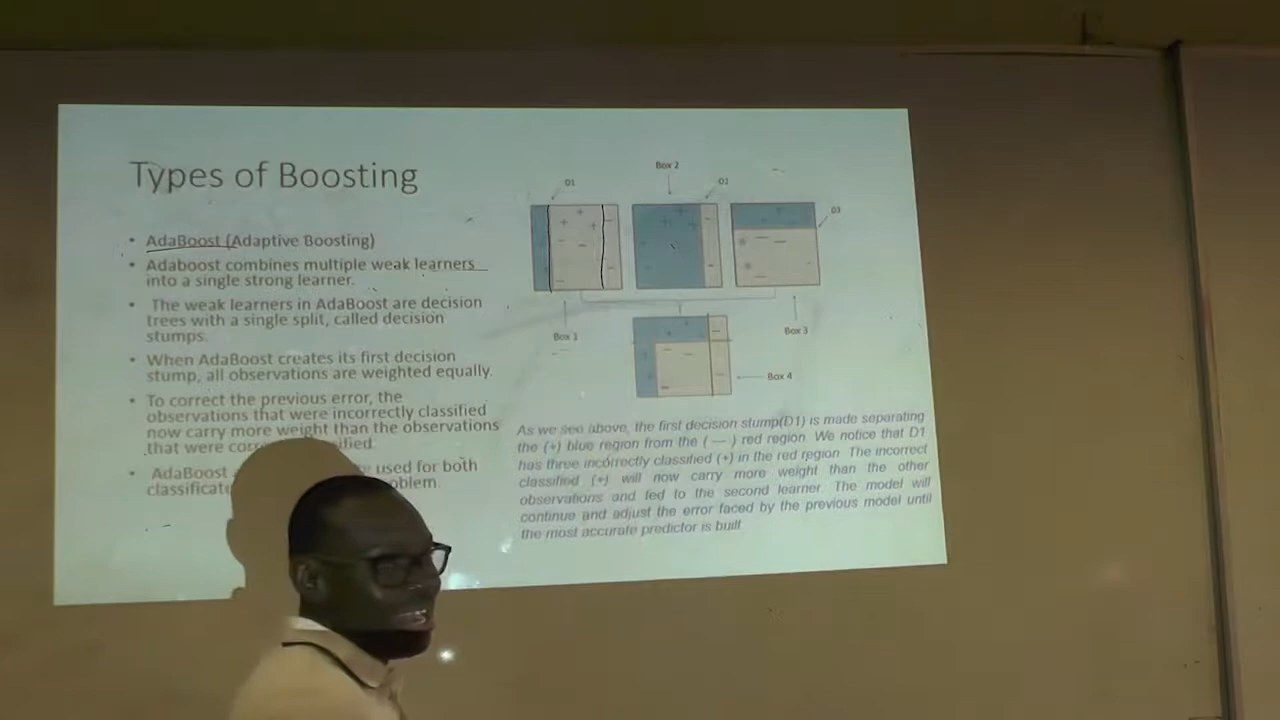 Types of Boosting
• AdaBoost (Adaptive Boosting)
• Adaboost combines multiple weak learners
into a single strong learner.
• The weak learners in AdaBoost are decision
trees with a single split, called decision
stumps.
• When AdaBoost creates its first decision
stump, all observations are weighted equally.
• To correct the previous error, the
observations that were incorrectly classified
now carry more weight than the observations
that were
• AdaBoost used for both
D1
Box 2
D2
D3
Box 1
Box 3
Box 4
As we see above, the first decision stump(D1) is made separating
the (+) blue region from the ( — ) red region. We notice that D1
has three incorrectly classified (+) in the red region. The incorrect
classified (+) will now carry more weight than the other
observations and fed to the second learner. The model will
continue and adjust the error faced by the previous model until
the most accurate predictor is built